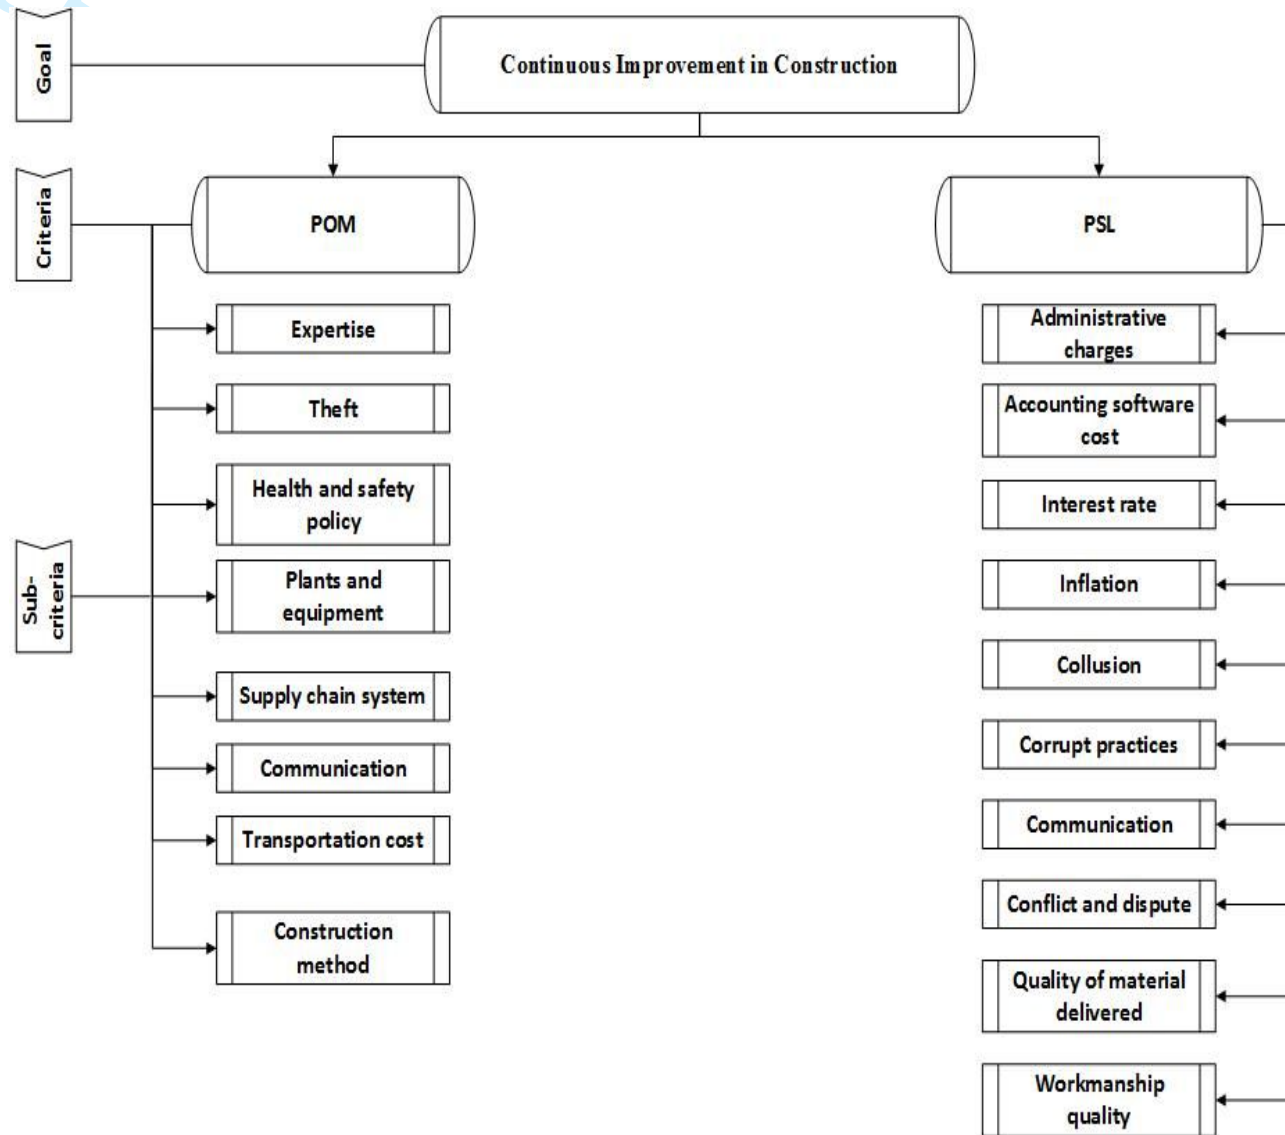 Goal
Continuous Improvement in Construction
Criteria
POM
PSL
Expertise
Theft
Health and safety
policy
Sub-
criteria
Plants and
equipment
Supply chain system
Communication
Transportation cost
Construction
method
Administrative
charges
Accounting software
cost
Interest rate
Inflation
Collusion
Corrupt practices
Communication
Conflict and dispute
Quality of material
delivered
Workmanship
quality